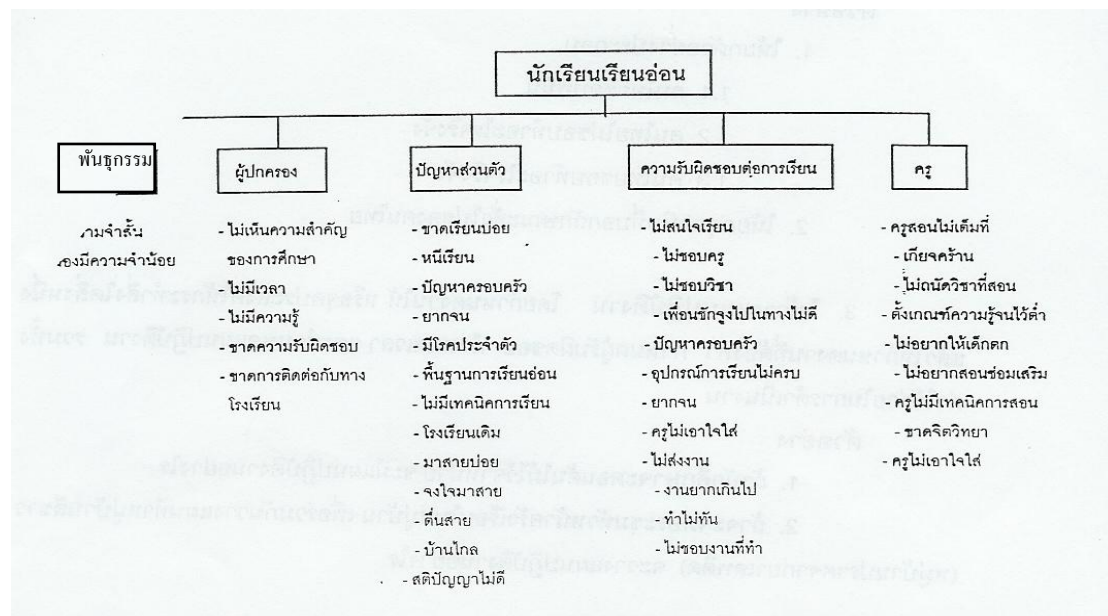 นักเรียนเรียนอ่อน
พันธุกรรม
องมีความจำน้อย
ผู้ปกครอง
- ไม่เห็นความสำคัญ
ของการศึกษา
- ไม่มีเวลา
- ไม่มีความรู้
- ขาดความรับผิดชอบ
- ขาดการติดต่อกับทาง
โรงเรียน
ปัญหาส่วนตัว
- ขาดเรียนบ่อย
- หนีเรียน
- ปัญหาครอบครัว
- ยากจน
- มีโรคประจำตัว
- พื้นฐานการเรียนอ่อน
- ไม่มีเทคนิคการเรียน
- โรงเรียนเดิม
- มาสายบ่อย
- จงใจมาสาย
- ตื่นสาย
- บ้านไกล
- สติปัญญาไม่ดี
ความรับผิดชอบต่อการเรียน
- ไม่สนใจเรียน
- ไม่ชอบครู
- ไม่ชอบวิชา
- เพื่อนชักจูงไปในทางไม่ดี
- ปัญหาครอบครัว
- อุปกรณ์การเรียนไม่ครบ
- ยากจน
- ครูไม่เอาใจใส่
- ไม่ส่งงาน
- งานยากเกินไป
- ทำไม่ทัน
- ไม่ชอบงานที่ทำ
ครู
- ครูสอนไม่เต็มที่
- เกียจคร้าน
- ไม่ถนัดวิชาที่สอน
- ตั้งเกณฑ์ความรู้จนไว้ต่ำ
- ไม่อยากให้เด็กตก
- ไม่อยากสอนซ่อมเสริม
- ครูไม่มีเทคนิคการสอน
- ขาดจิตวิทยา
- ครูไม่เอาใจใส่